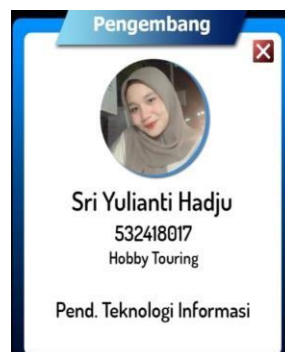 Pengembang
Sri Yulianti Hadju
532418017
Hobby Touring
Pend. Teknologi Informasi